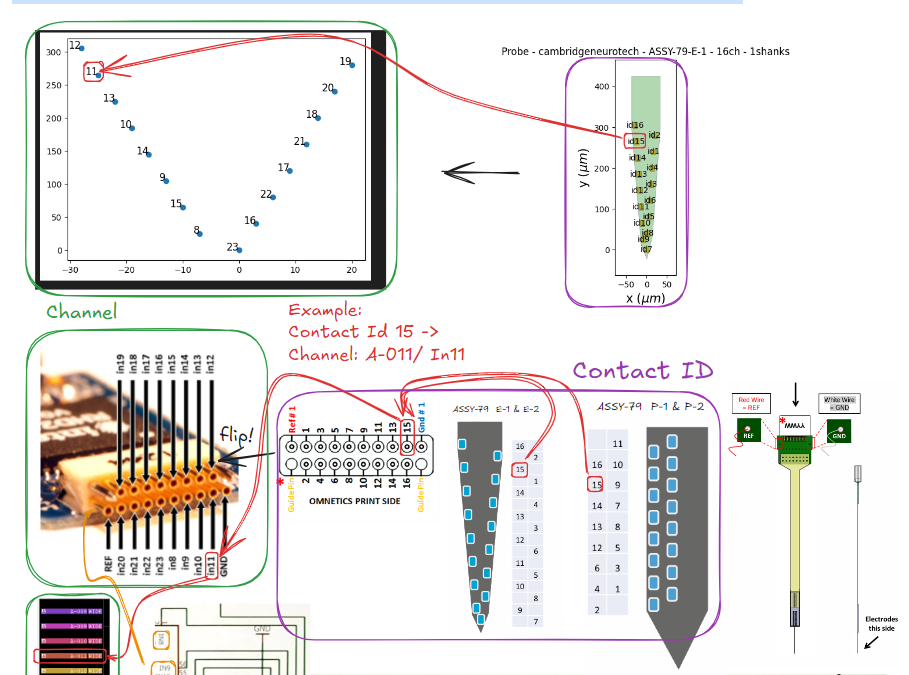 Probe - cambridgeneurotech - ASSY-79-E-1 - 16ch - 1shanks
300
250
200
150
100
50
0
−30
−20
−10
0
10
20
12
11
13
10
14
9
15
8
23
16
22
17
21
18
20
19
400
300
200
100
0
y (μm)
−50
0
50
x (μm)
id16
id2
id15
id1
id14
id4
id13
id3
id12
id6
id11
id5
id10
id8
id9
id7
Channel
Example:
Contact Id 15 ->
Channel: A-011/ In11
Contact ID
in19
in18
in17
in16
in15
in14
in13
in12
flip!
REF
in20
in21
in22
in23
in8
in9
in10
in11
GND
Ref# 1
1
3
5
7
9
11
13
15
Gnd# 1
*
GuidePin
2
4
6
8
10
12
14
16
GuidePin
OMNETICS PRINT SIDE
ASSY-79 E-1 & E-2
16
2
15
1
14
4
13
3
12
6
11
5
10
8
9
7
ASSY-79 P-1 & P-2
11
16 10
15 9
14 7
13 8
12 5
6 3
4 1
2
Red Wire
= REF
White Wire
= GND
*
REF
GND
Electrodes
this side
A-011 WIDE
GND
IN8
IN9